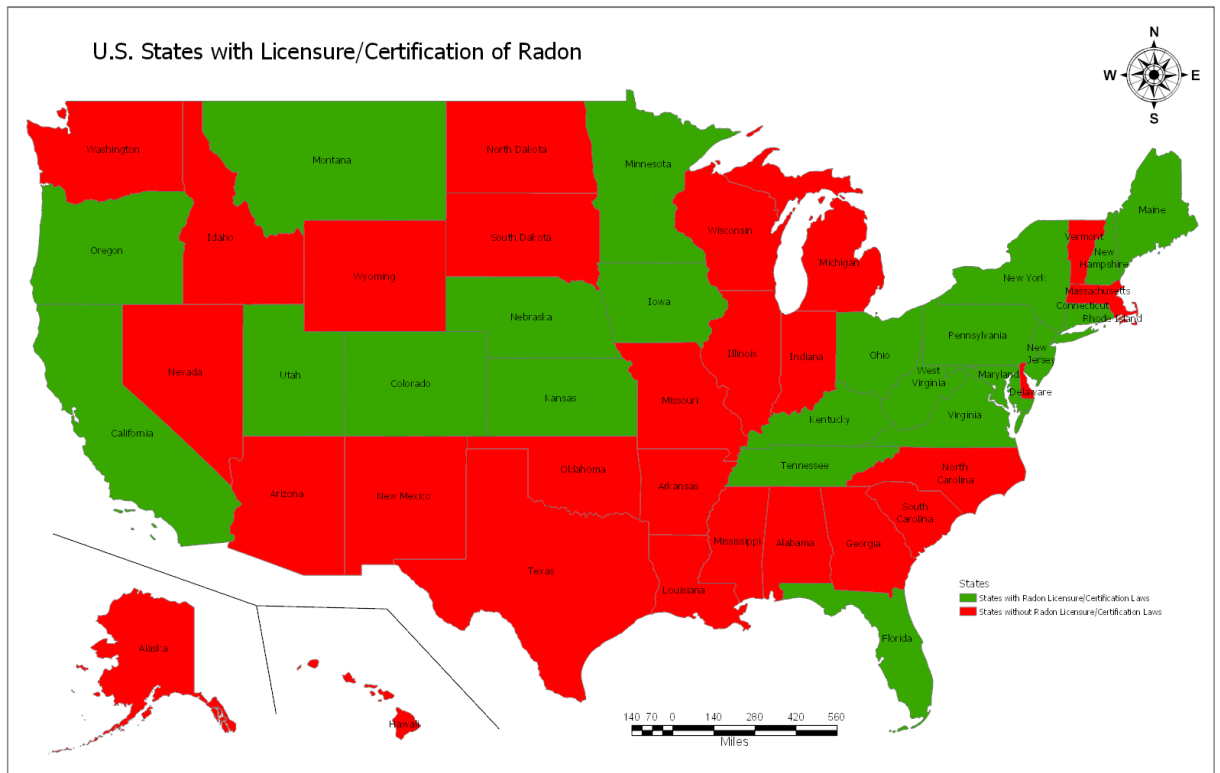 U.S. States with Licensure/Certification of Radon
N
W
E
S
Washington
Montana
North Dakota
Minnesota
Maine
Oregon
Idaho
South Dakota
Wisconsin
Michigan
Vermont
New
Hampshire
New York
Massachusetts
Wyoming
Iowa
Connecticut
Rhode Island
Nebraska
Pennsylvania
New
Jersey
Nevada
Utah
Colorado
Kansas
Illinois
Indiana
Ohio
West
Virginia
Maryland
Delaware
Missouri
California
Kentucky
Virginia
Tennessee
North
Carolina
Oklahoma
Arkansas
Arizona
New Mexico
South
Carolina
Mississippi
Alabama
Georgia
Texas
Louisiana
Florida
Alaska
Hawaii
States
States with Radon Licensure/Certification Laws
States without Radon Licensure/Certification Laws
140 70 0 140 280 420 560
Miles